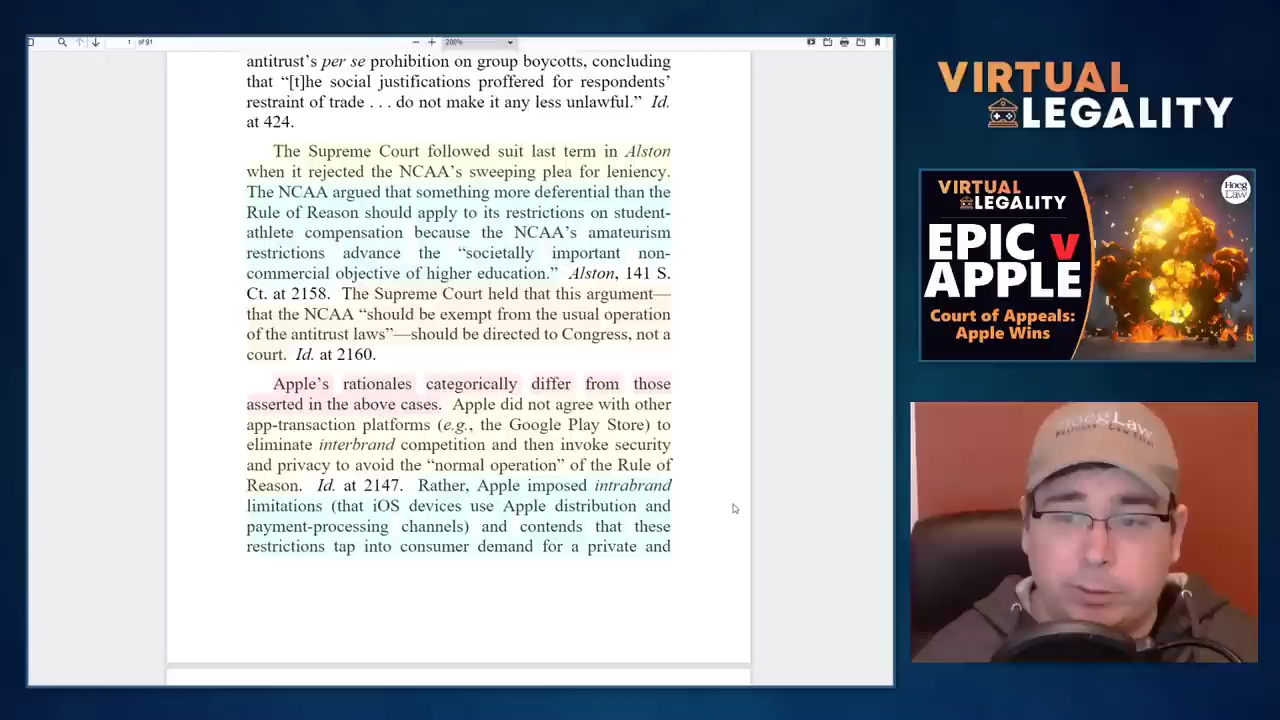 1 of 91
200%
antitrust's per se prohibition on group boycotts, concluding
that “[t]he social justifications proffered for respondents’
restraint of trade . . . do not make it any less unlawful.” Id.
at 424.
The Supreme Court followed suit last term in Alston
when it rejected the NCAA’s sweeping plea for leniency.
The NCAA argued that something more deferential than the
Rule of Reason should apply to its restrictions on student-
athlete compensation because the NCAA’s amateurism
restrictions advance the “societally important non-
commercial objective of higher education.” Alston, 141 S.
Ct. at 2158. The Supreme Court held that this argument—
that the NCAA “should be exempt from the usual operation
of the antitrust laws”—should be directed to Congress, not a
court. Id. at 2160.
Apple’s rationales categorically differ from those
asserted in the above cases. Apple did not agree with other
app-transaction platforms (e.g., the Google Play Store) to
eliminate interbrand competition and then invoke security
and privacy to avoid the “normal operation” of the Rule of
Reason. Id. at 2147. Rather, Apple imposed intrabrand
limitations (that iOS devices use Apple distribution and
payment-processing channels) and contends that these
restrictions tap into consumer demand for a private and
VIRTUAL
LEGALITY
VIRTUAL
LEGALITY
Hoeg
Law
EPIC v
APPLE
Court of Appeals:
Apple Wins
Hoeg Law